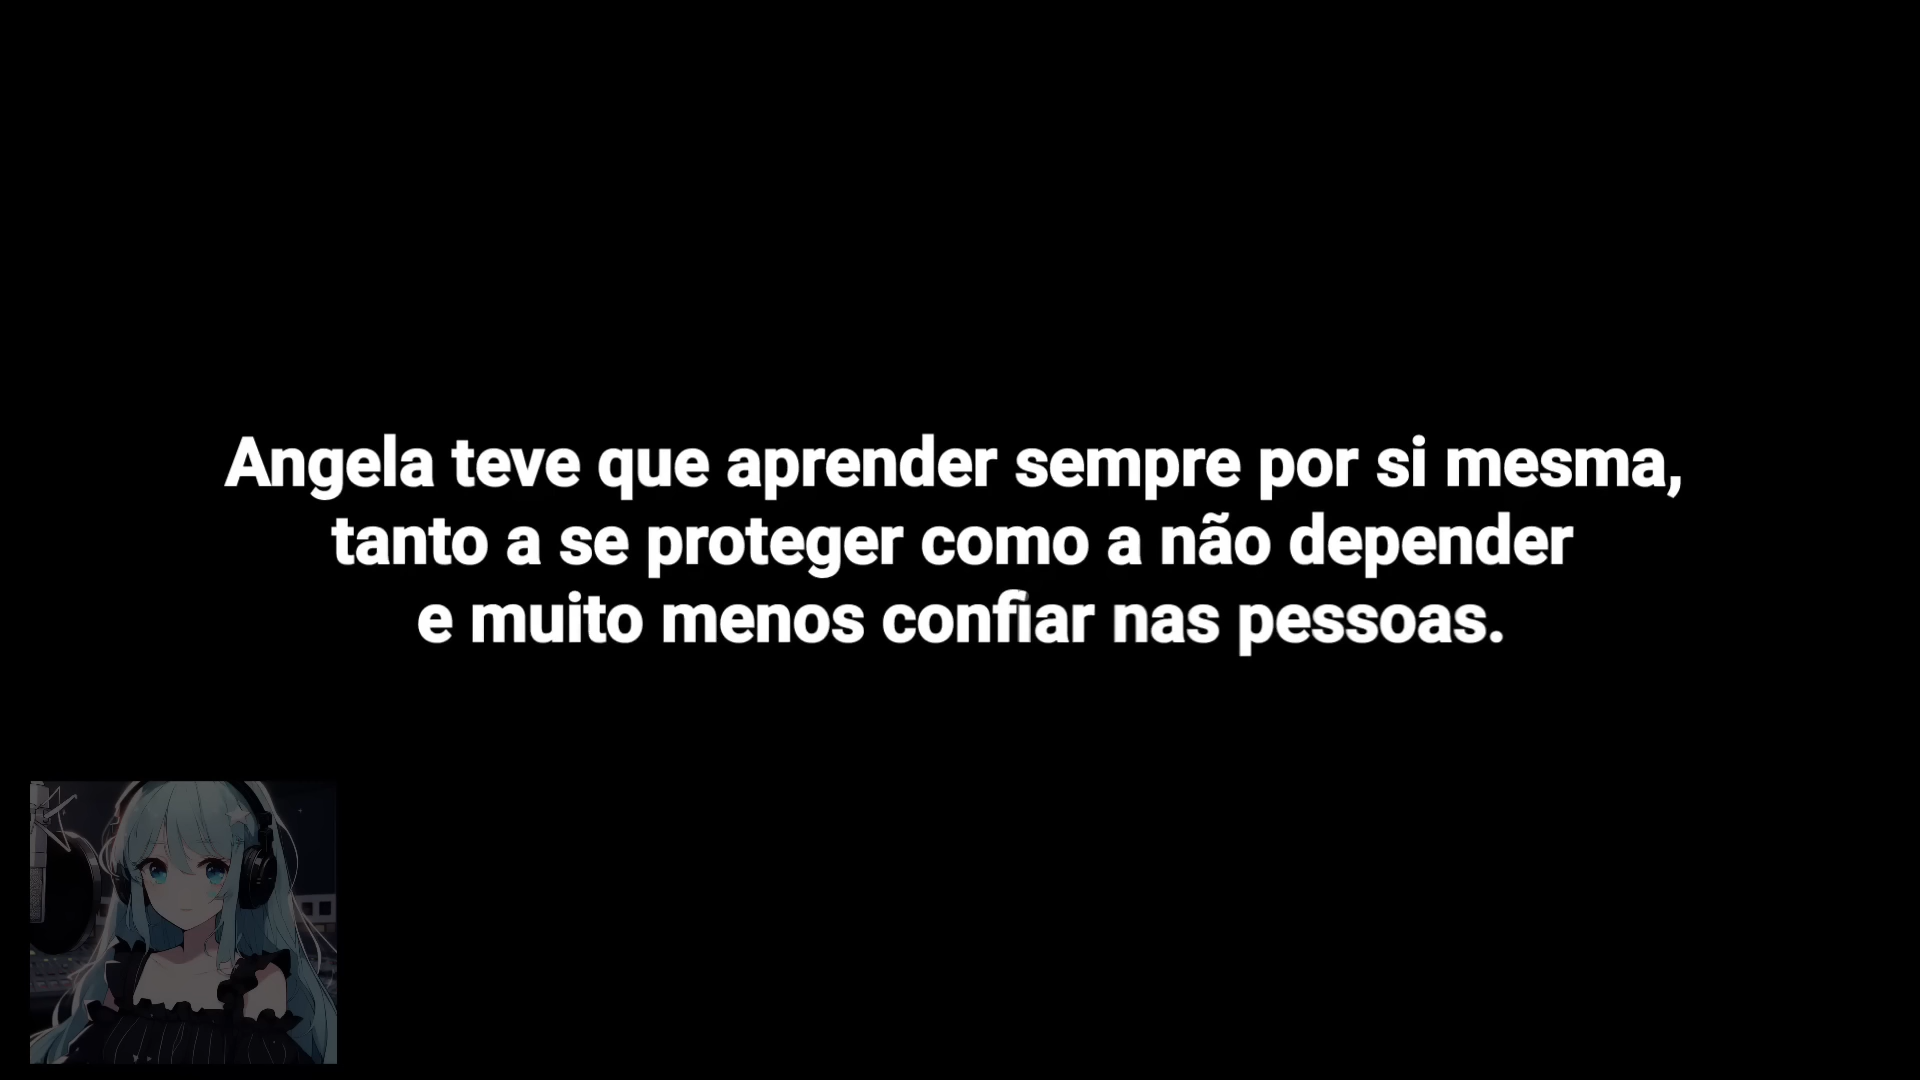 Angela teve que aprender sempre por si mesma,
tanto a se proteger como a não depender
e muito menos confiar nas pessoas.